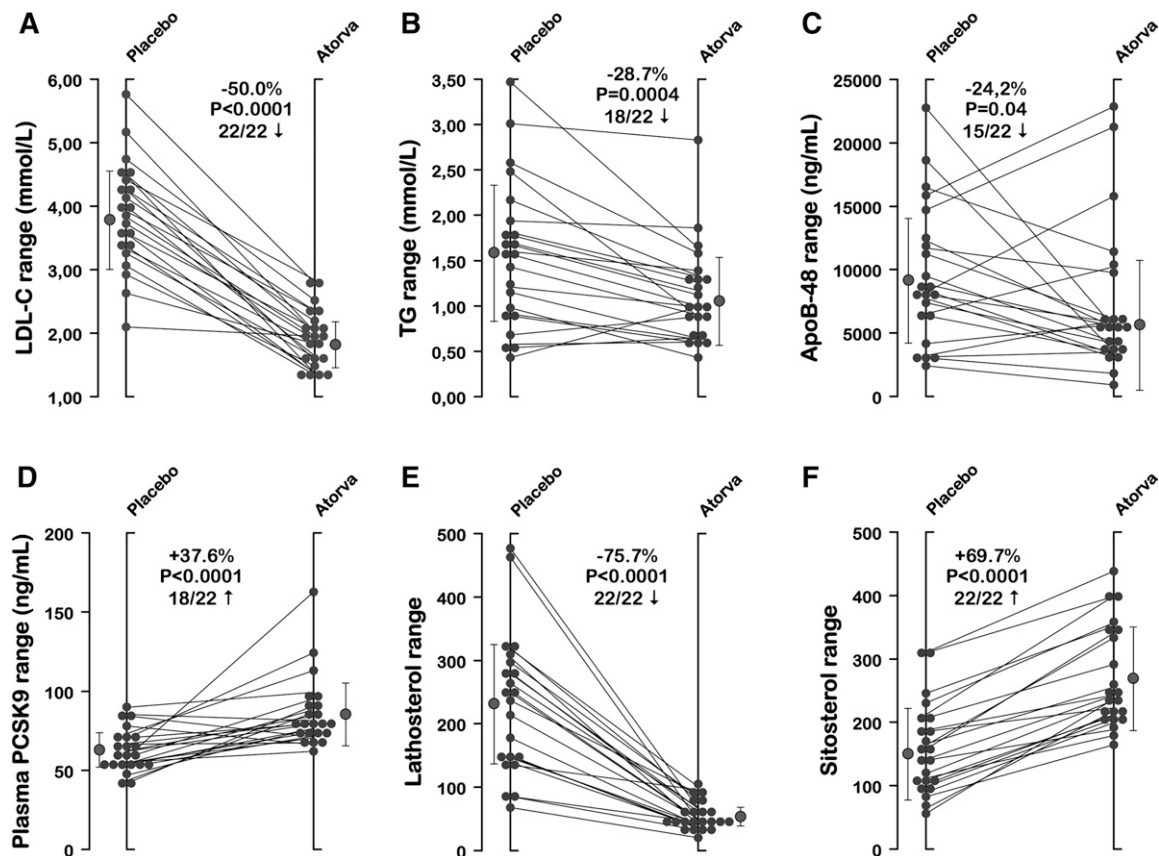 A
Placebo
Atorva
-50.0%
P<0.0001
22/22 ↓
LDL-C range (mmol/L)
6,00
5,00
4,00
3,00
2,00
1,00
B
Placebo
Atorva
-28.7%
P=0.0004
18/22 ↓
TG range (mmol/L)
3,50
3,00
2,50
2,00
1,50
1,00
0,50
0,00
C
Placebo
Atorva
-24,2%
P=0.04
15/22 ↓
ApoB-48 range (ng/mL)
25000
20000
15000
10000
5000
0
D
Placebo
Atorva
+37.6%
P<0.0001
18/22 ↑
Plasma PCSK9 range (ng/mL)
200
150
100
50
0
E
Placebo
Atorva
-75.7%
P<0.0001
22/22 ↓
Lathosterol range
500
400
300
200
100
0
F
Placebo
Atorva
+69.7%
P<0.0001
22/22 ↑
Sitosterol range
500
400
300
200
100
0